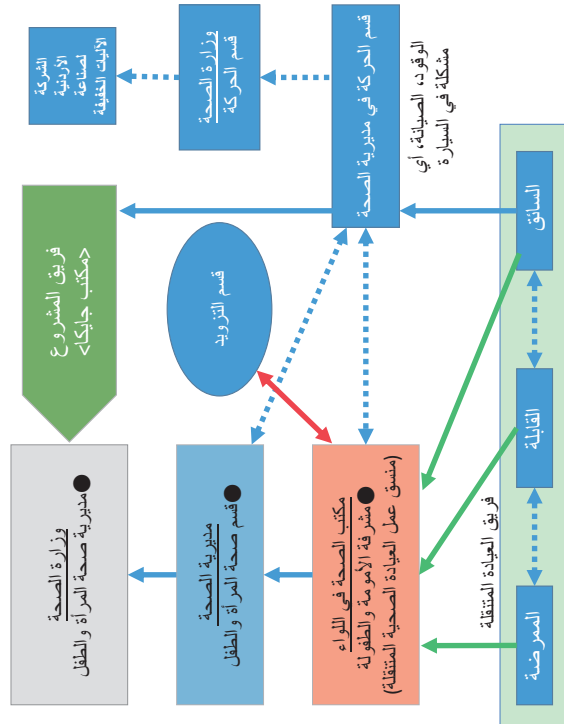 وزارة الصحة
●مديرية صحة المرأة والطفل
فريق المشروع
<مكتب جايكا>
الشركة
الأردنية
لصناعة
الآليات الخفيفة
وزارة الصحة
قسم الحركة
مديرية الصحة
●قسم صحة المرأة والطفل
قسم التزويد
قسم الحركة في مديرية الصحة
الوقود، الصيانة، أي
مشكلة في السيارة
مكتب الصحة في اللواء
●مشرفة الأمومة والطفولة
(منسق عمل العيادة الصحية المتنقلة)
فريق العيادة المتنقلة
الممرضة
القابلة
السائق